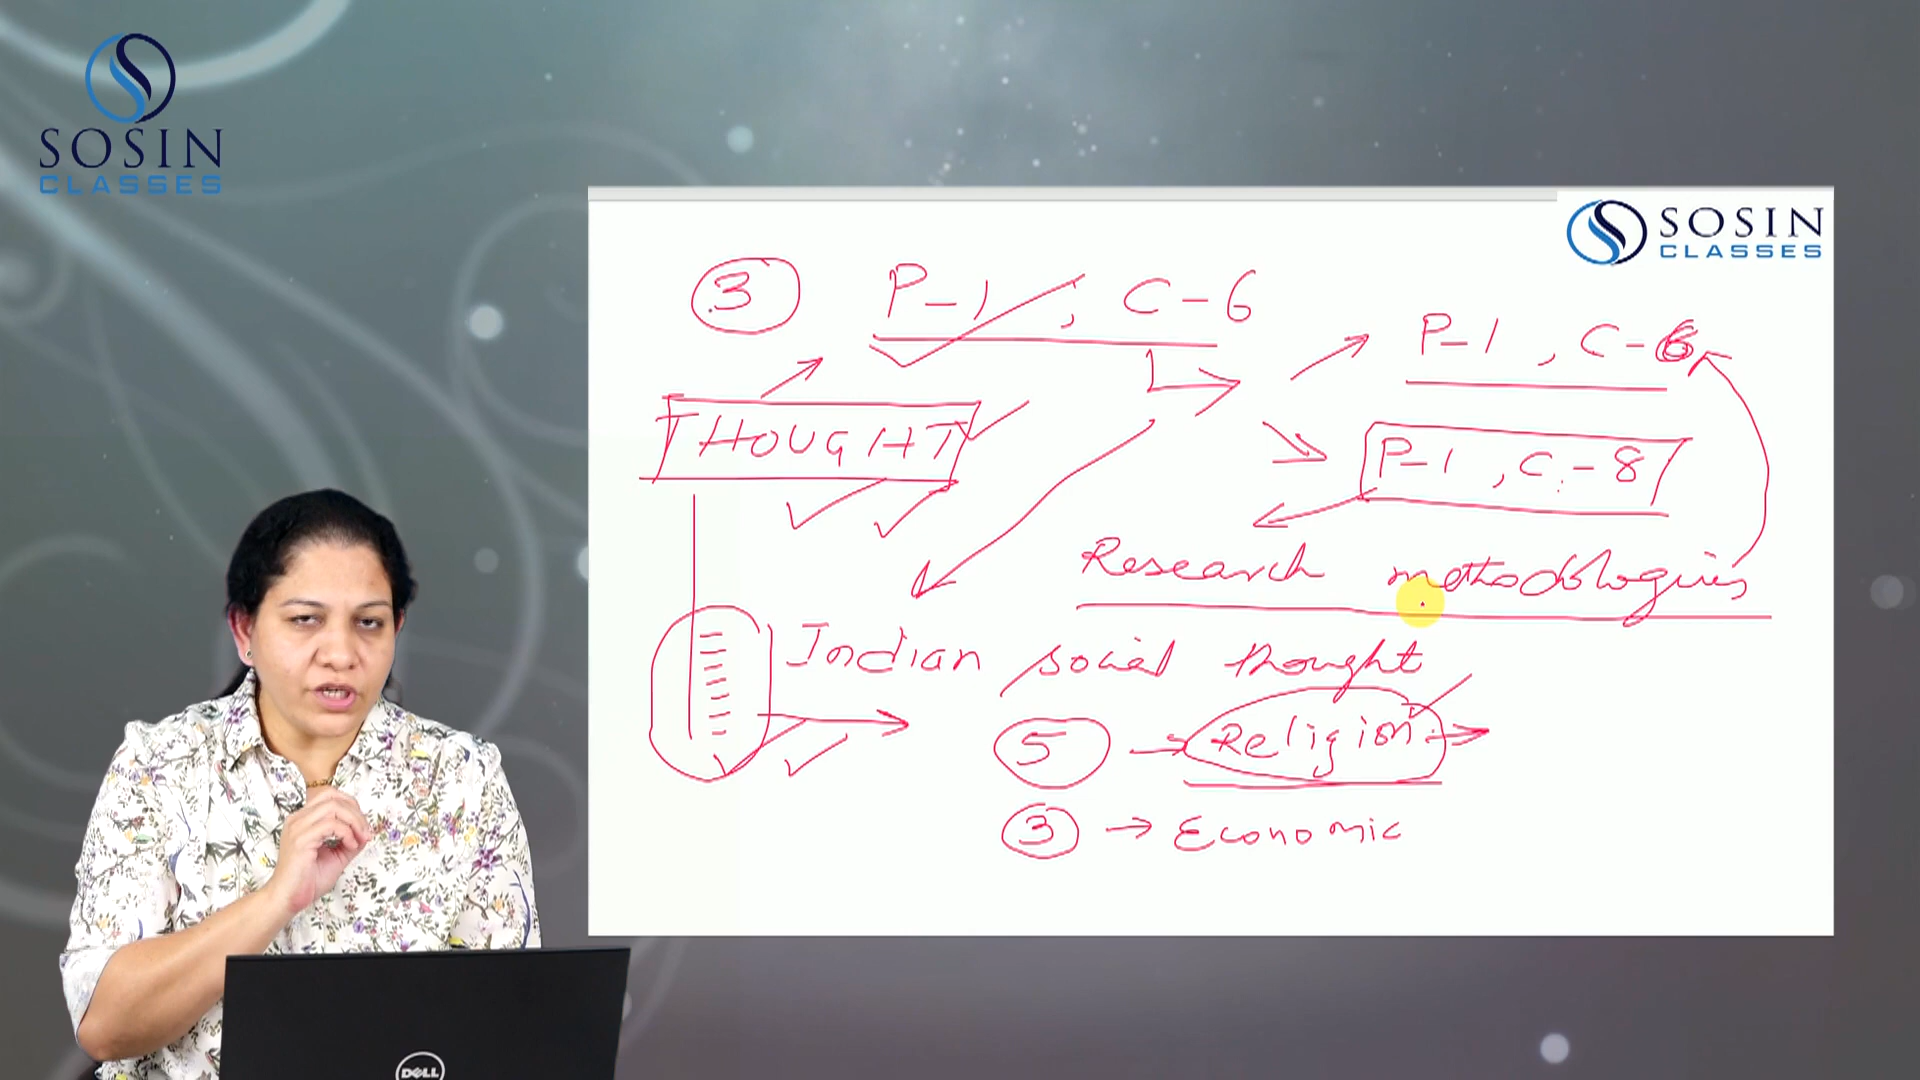 SOSIN
CLASSES
SOSIN
CLASSES
3 P-1, C-6
P-1, C-6
THOUGHT
P-1, C-8
Research methodologies
Indian social thought
5 → Religion →
3 → Economic
DELL